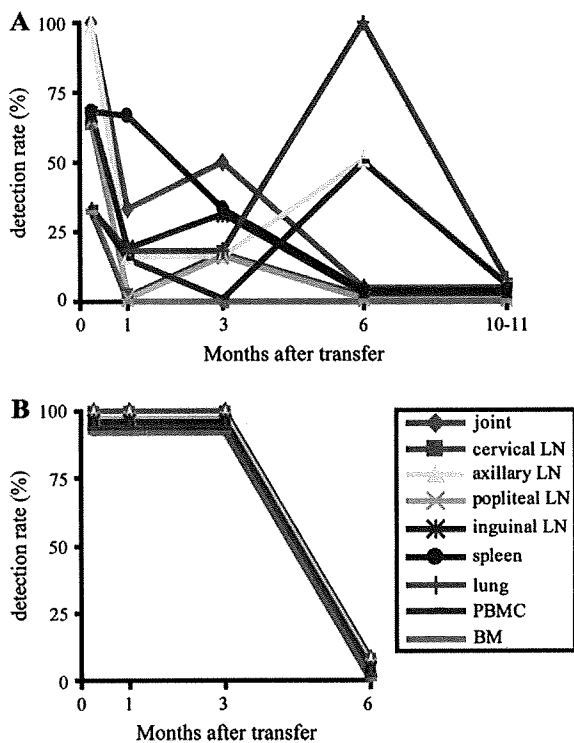 A
100
75
50
25
0
detection rate (%)
0 1 3 6 10-11
Months after transfer
B
100
75
50
25
0
detection rate (%)
0 1 3 6
Months after transfer
joint
cervical LN
axillary LN
popliteal LN
inguinal LN
spleen
lung
PBMC
BM